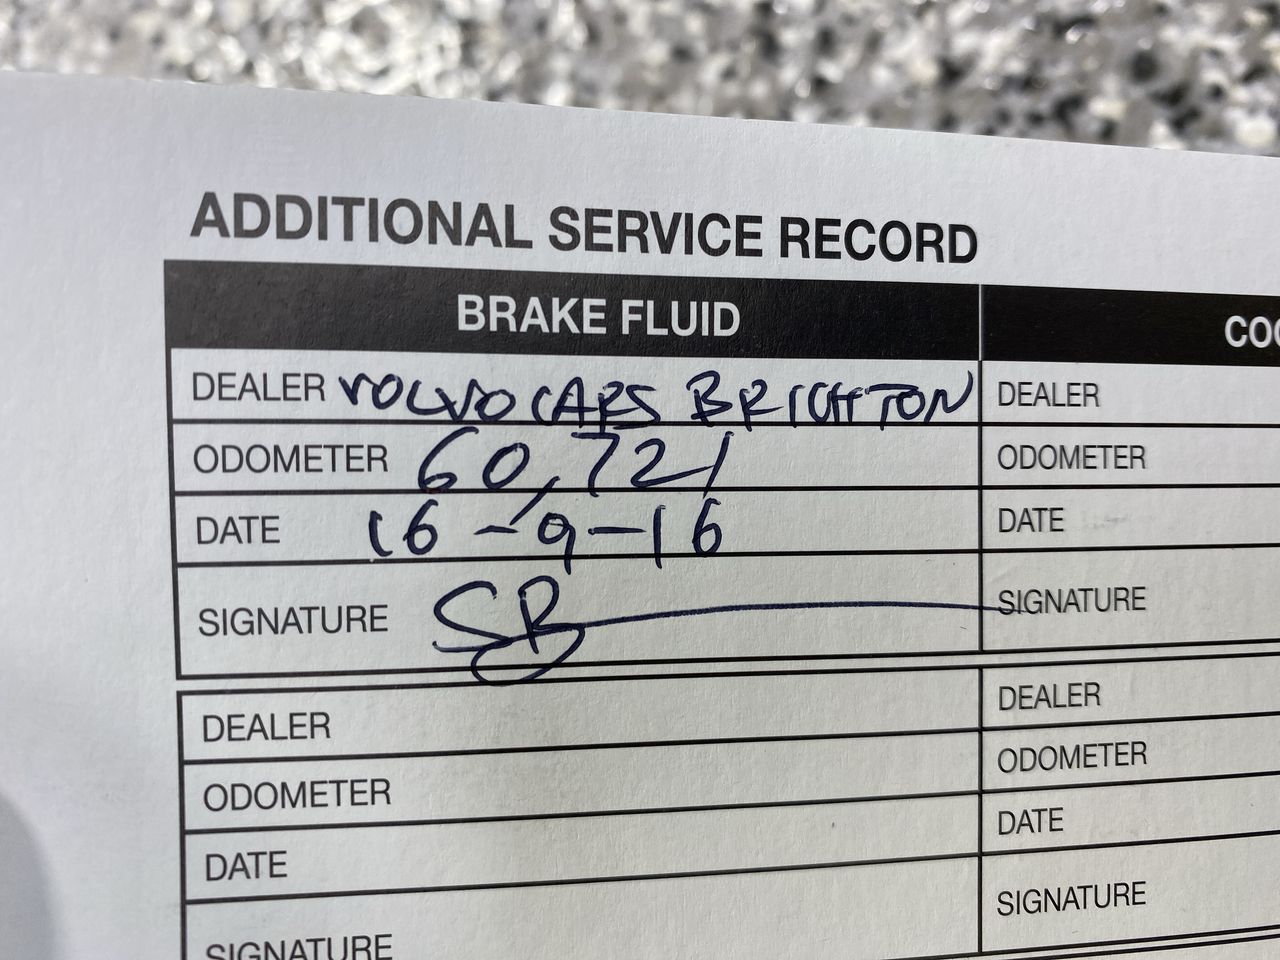 ADDITIONAL SERVICE RECORD
BRAKE FLUID
DEALER VOLVO CARS BRIGHTON
ODOMETER 60,721
DATE 16-9-16
SIGNATURE SB
DEALER
ODOMETER
DATE
SIGNATURE
COO
DEALER
ODOMETER
DATE
SIGNATURE
DEALER
ODOMETER
DATE
SIGNATURE